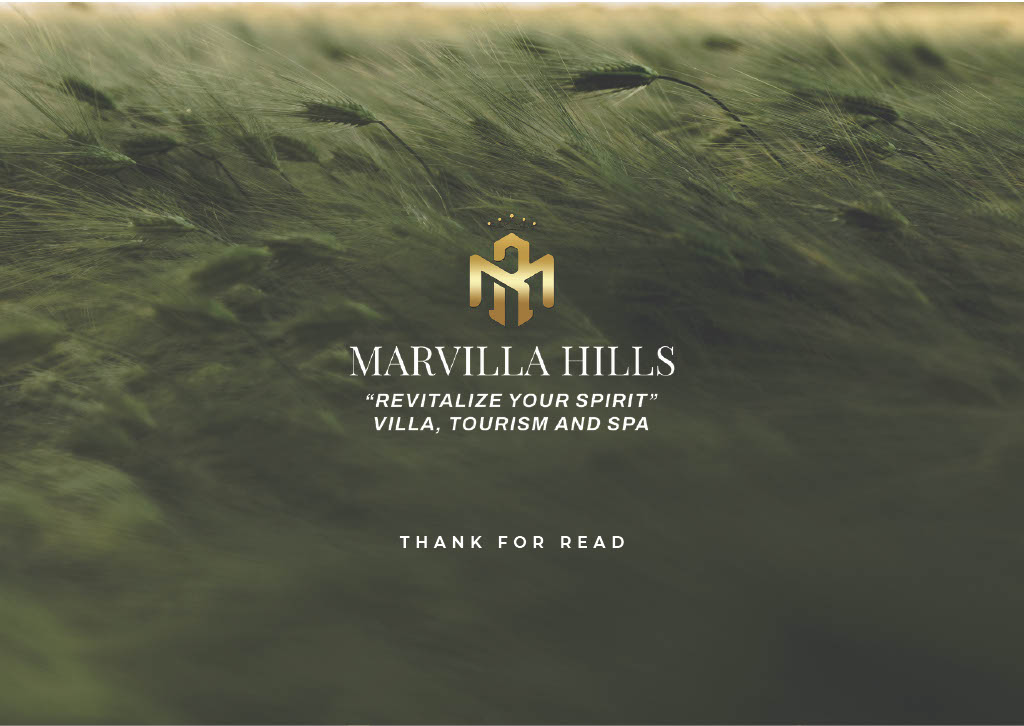 MARVILLA HILLS
“REVITALIZE YOUR SPIRIT”
VILLA, TOURISM AND SPA
THANK FOR READ